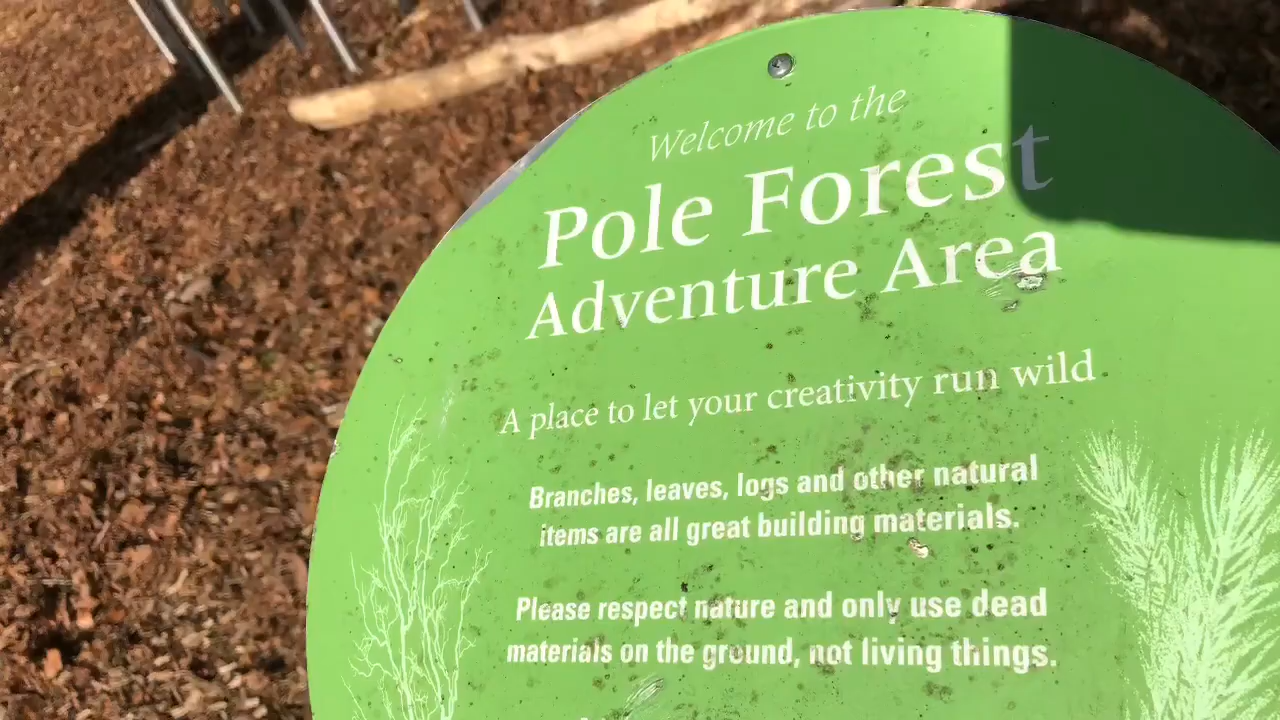 Welcome to the
Pole Forest
Adventure Area
A place to let your creativity run wild
Branches, leaves, logs and other natural
items are all great building materials.
Please respect nature and only use dead
materials on the ground, not living things.